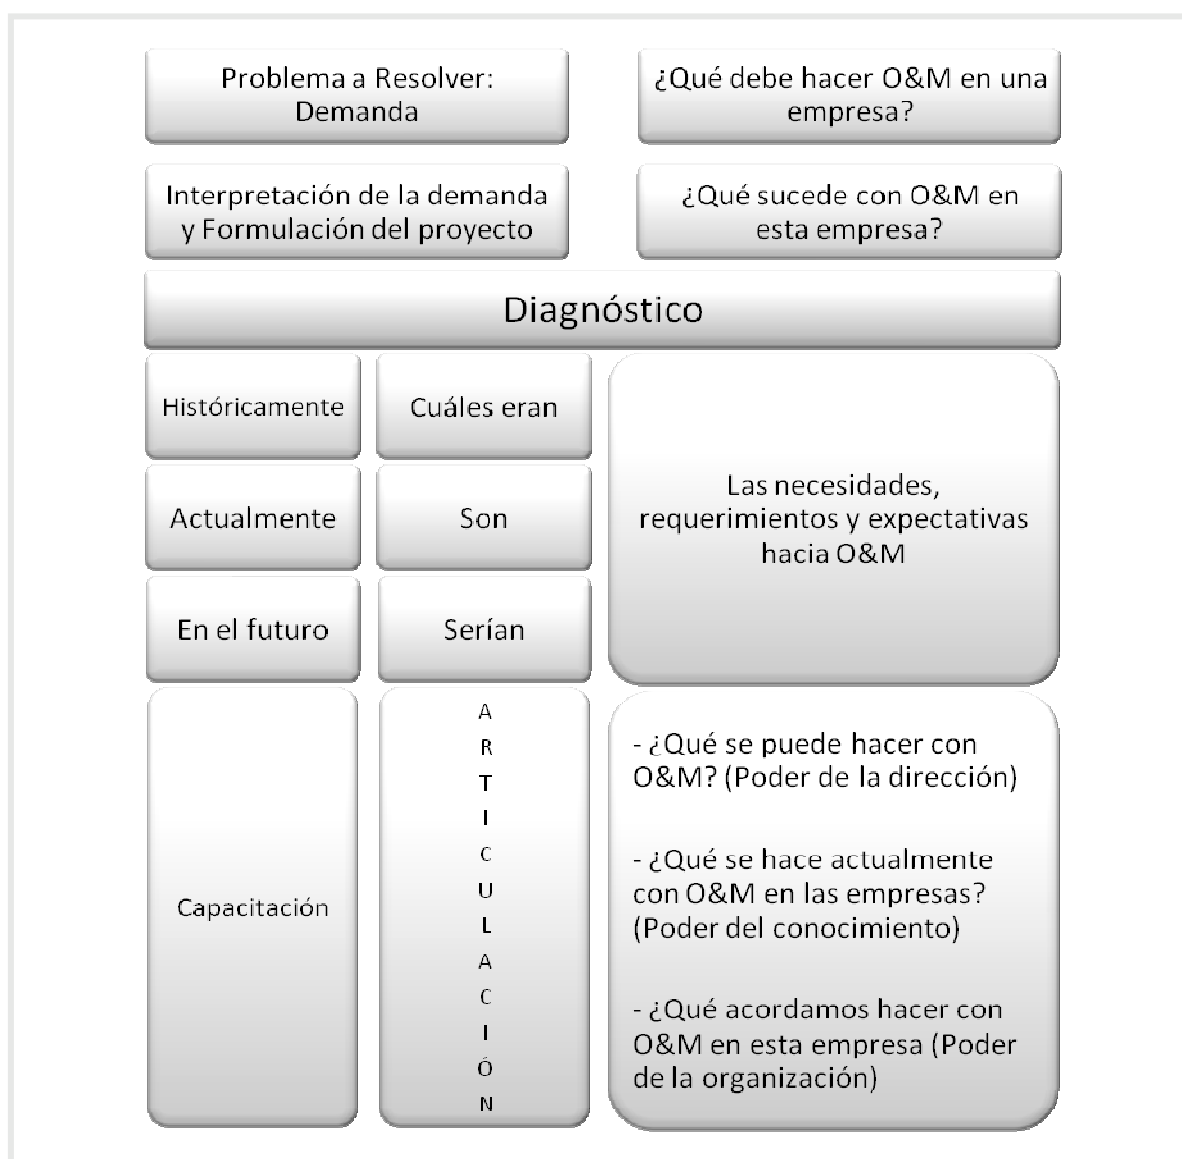 Problema a Resolver:
Demanda
¿Qué debe hacer O&M en una
empresa?
Interpretación de la demanda
y Formulación del proyecto
¿Qué sucede con O&M en
esta empresa?
Diagnóstico
Históricamente
Cuáles eran
Actualmente
Son
En el futuro
Serían
Las necesidades,
requerimientos y expectativas
hacia O&M
Capacitación
A
R
T
I
C
U
L
A
C
I
Ó
N
- ¿Qué se puede hacer con
O&M? (Poder de la dirección)
- ¿Qué se hace actualmente
con O&M en las empresas?
(Poder del conocimiento)
- ¿Qué acordamos hacer con
O&M en esta empresa (Poder
de la organización)